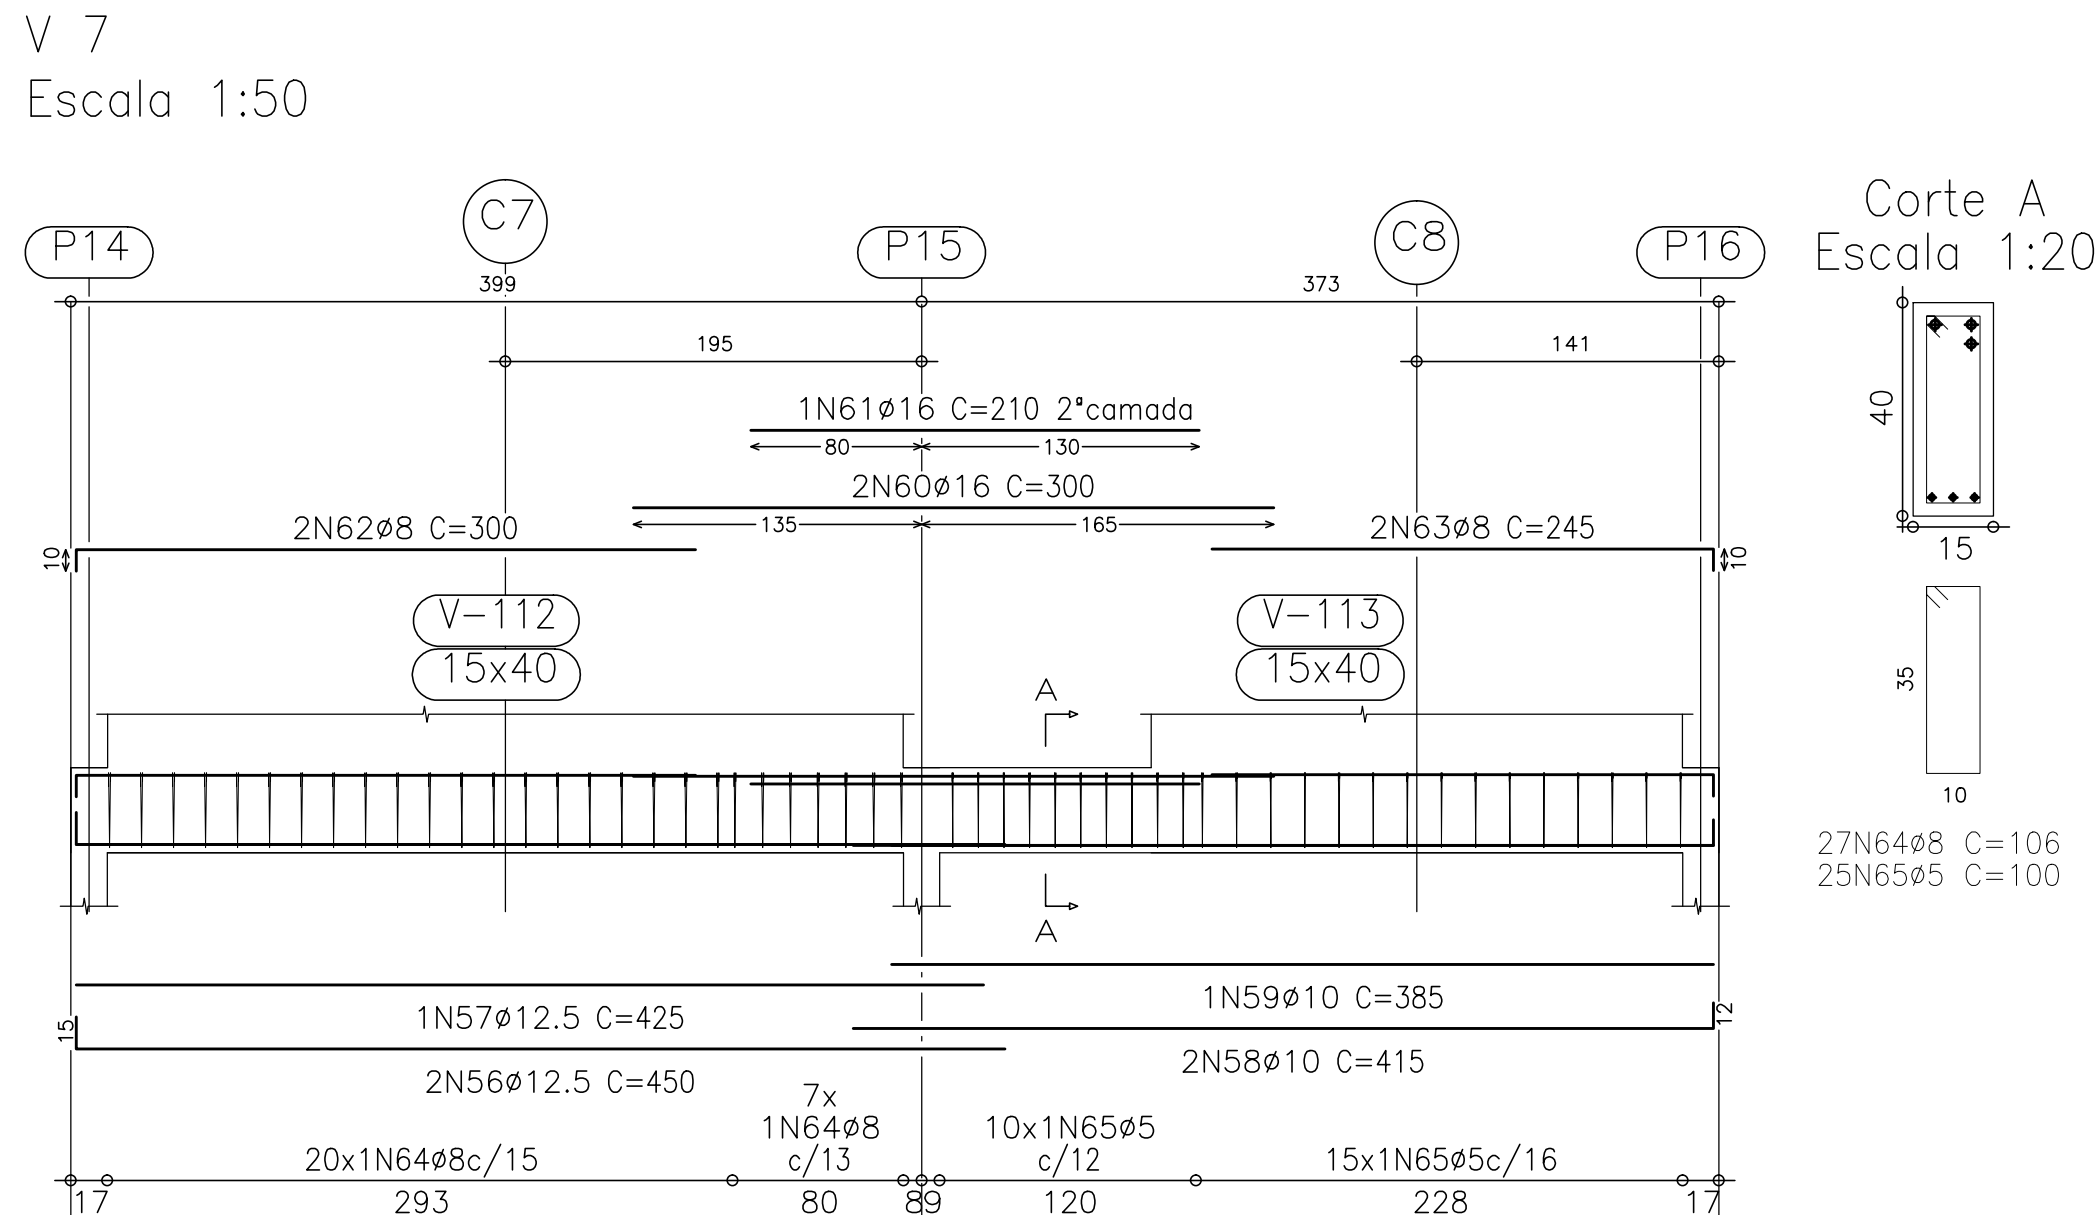 V 7
Escala 1:50
C7
C8
P14
P15
P16
Corte A
Escala 1:20
399
373
195
141
1N61ø16 C=210 2ªcamada
80
130
2N60ø16 C=300
135
165
2N62ø8 C=300
2N63ø8 C=245
10
10
40
15
V-112
15x40
V-113
15x40
A
35
10
27N64ø8 C=106
25N65ø5 C=100
A
1N59ø10 C=385
1N57ø12.5 C=425
15
12
2N58ø10 C=415
2N56ø12.5 C=450
7x
1N64ø8
c/13
10x1N65ø5
c/12
20x1N64ø8c/15
15x1N65ø5c/16
17
293
80
89
120
228
17